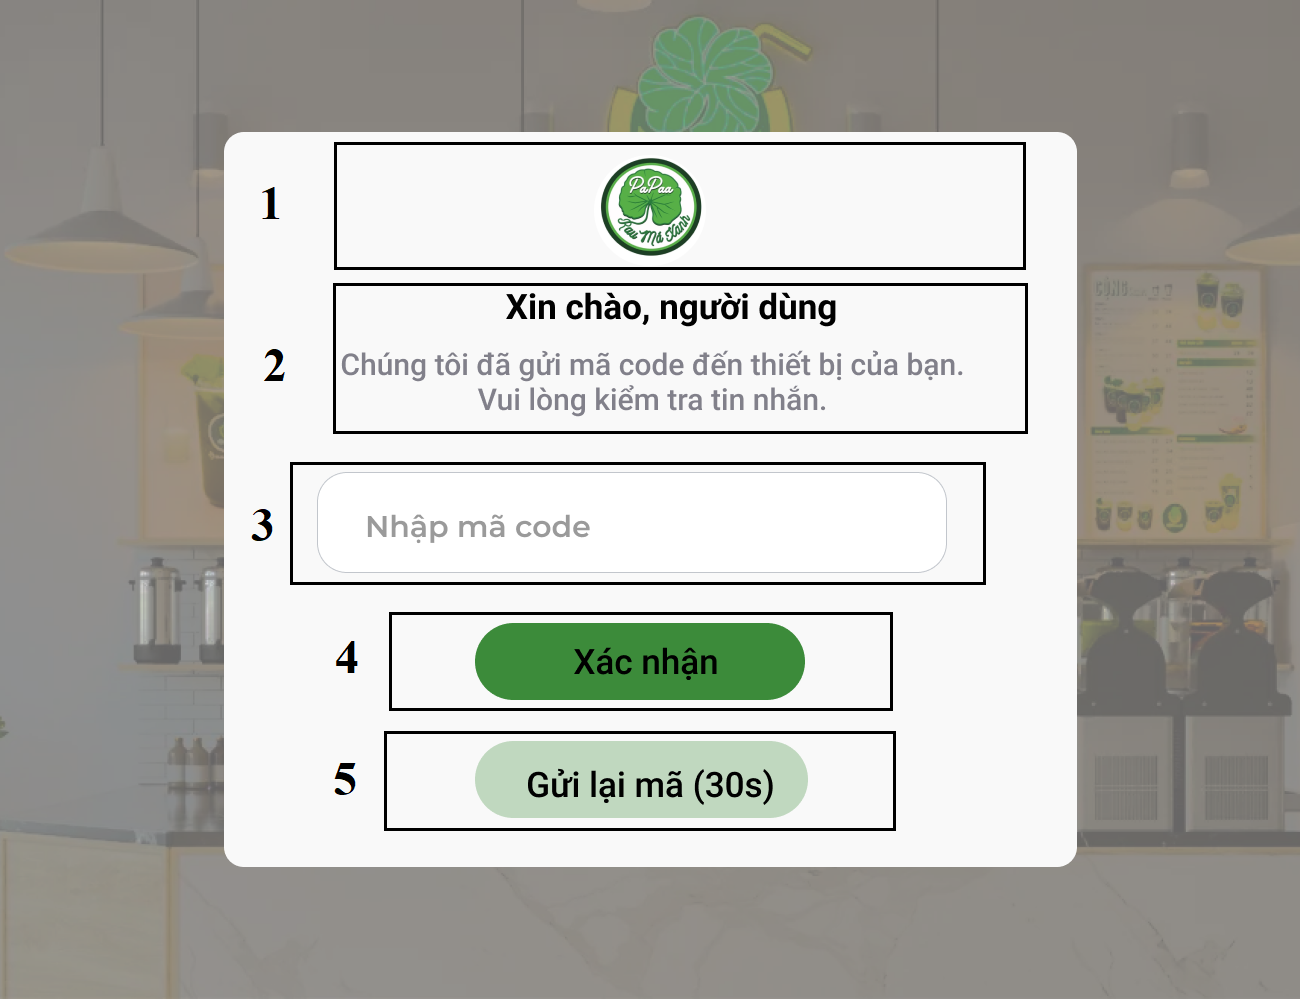 1
PaPaa
Rau Má Xanh
2
Xin chào, người dùng
Chúng tôi đã gửi mã code đến thiết bị của bạn.
Vui lòng kiểm tra tin nhắn.
3
Nhập mã code
4
Xác nhận
5
Gửi lại mã (30s)